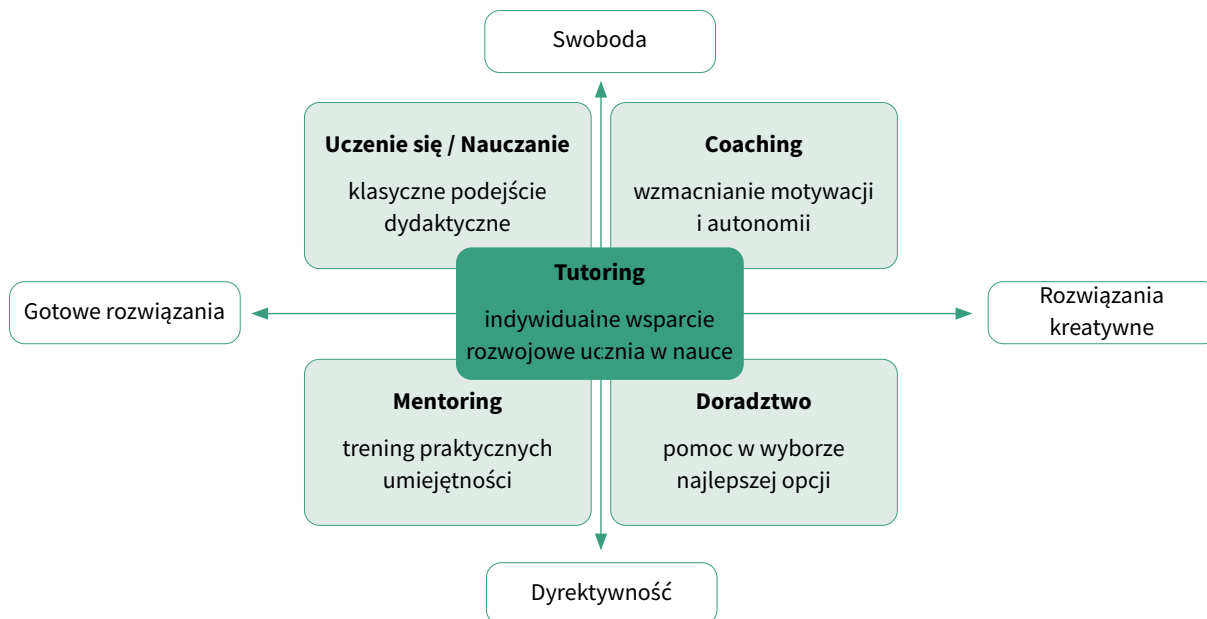 Swoboda
Uczenie się / Nauczanie
klasyczne podejście
dydaktyczne
Coaching
wzmacnianie motywacji
i autonomii
Gotowe rozwiązania
Tutoring
indywidualne wsparcie
rozwojowe ucznia w nauce
Rozwiązania
kreatywne
Mentoring
trening praktycznych
umiejętności
Doradztwo
pomoc w wyborze
najlepszej opcji
Dyrektywność